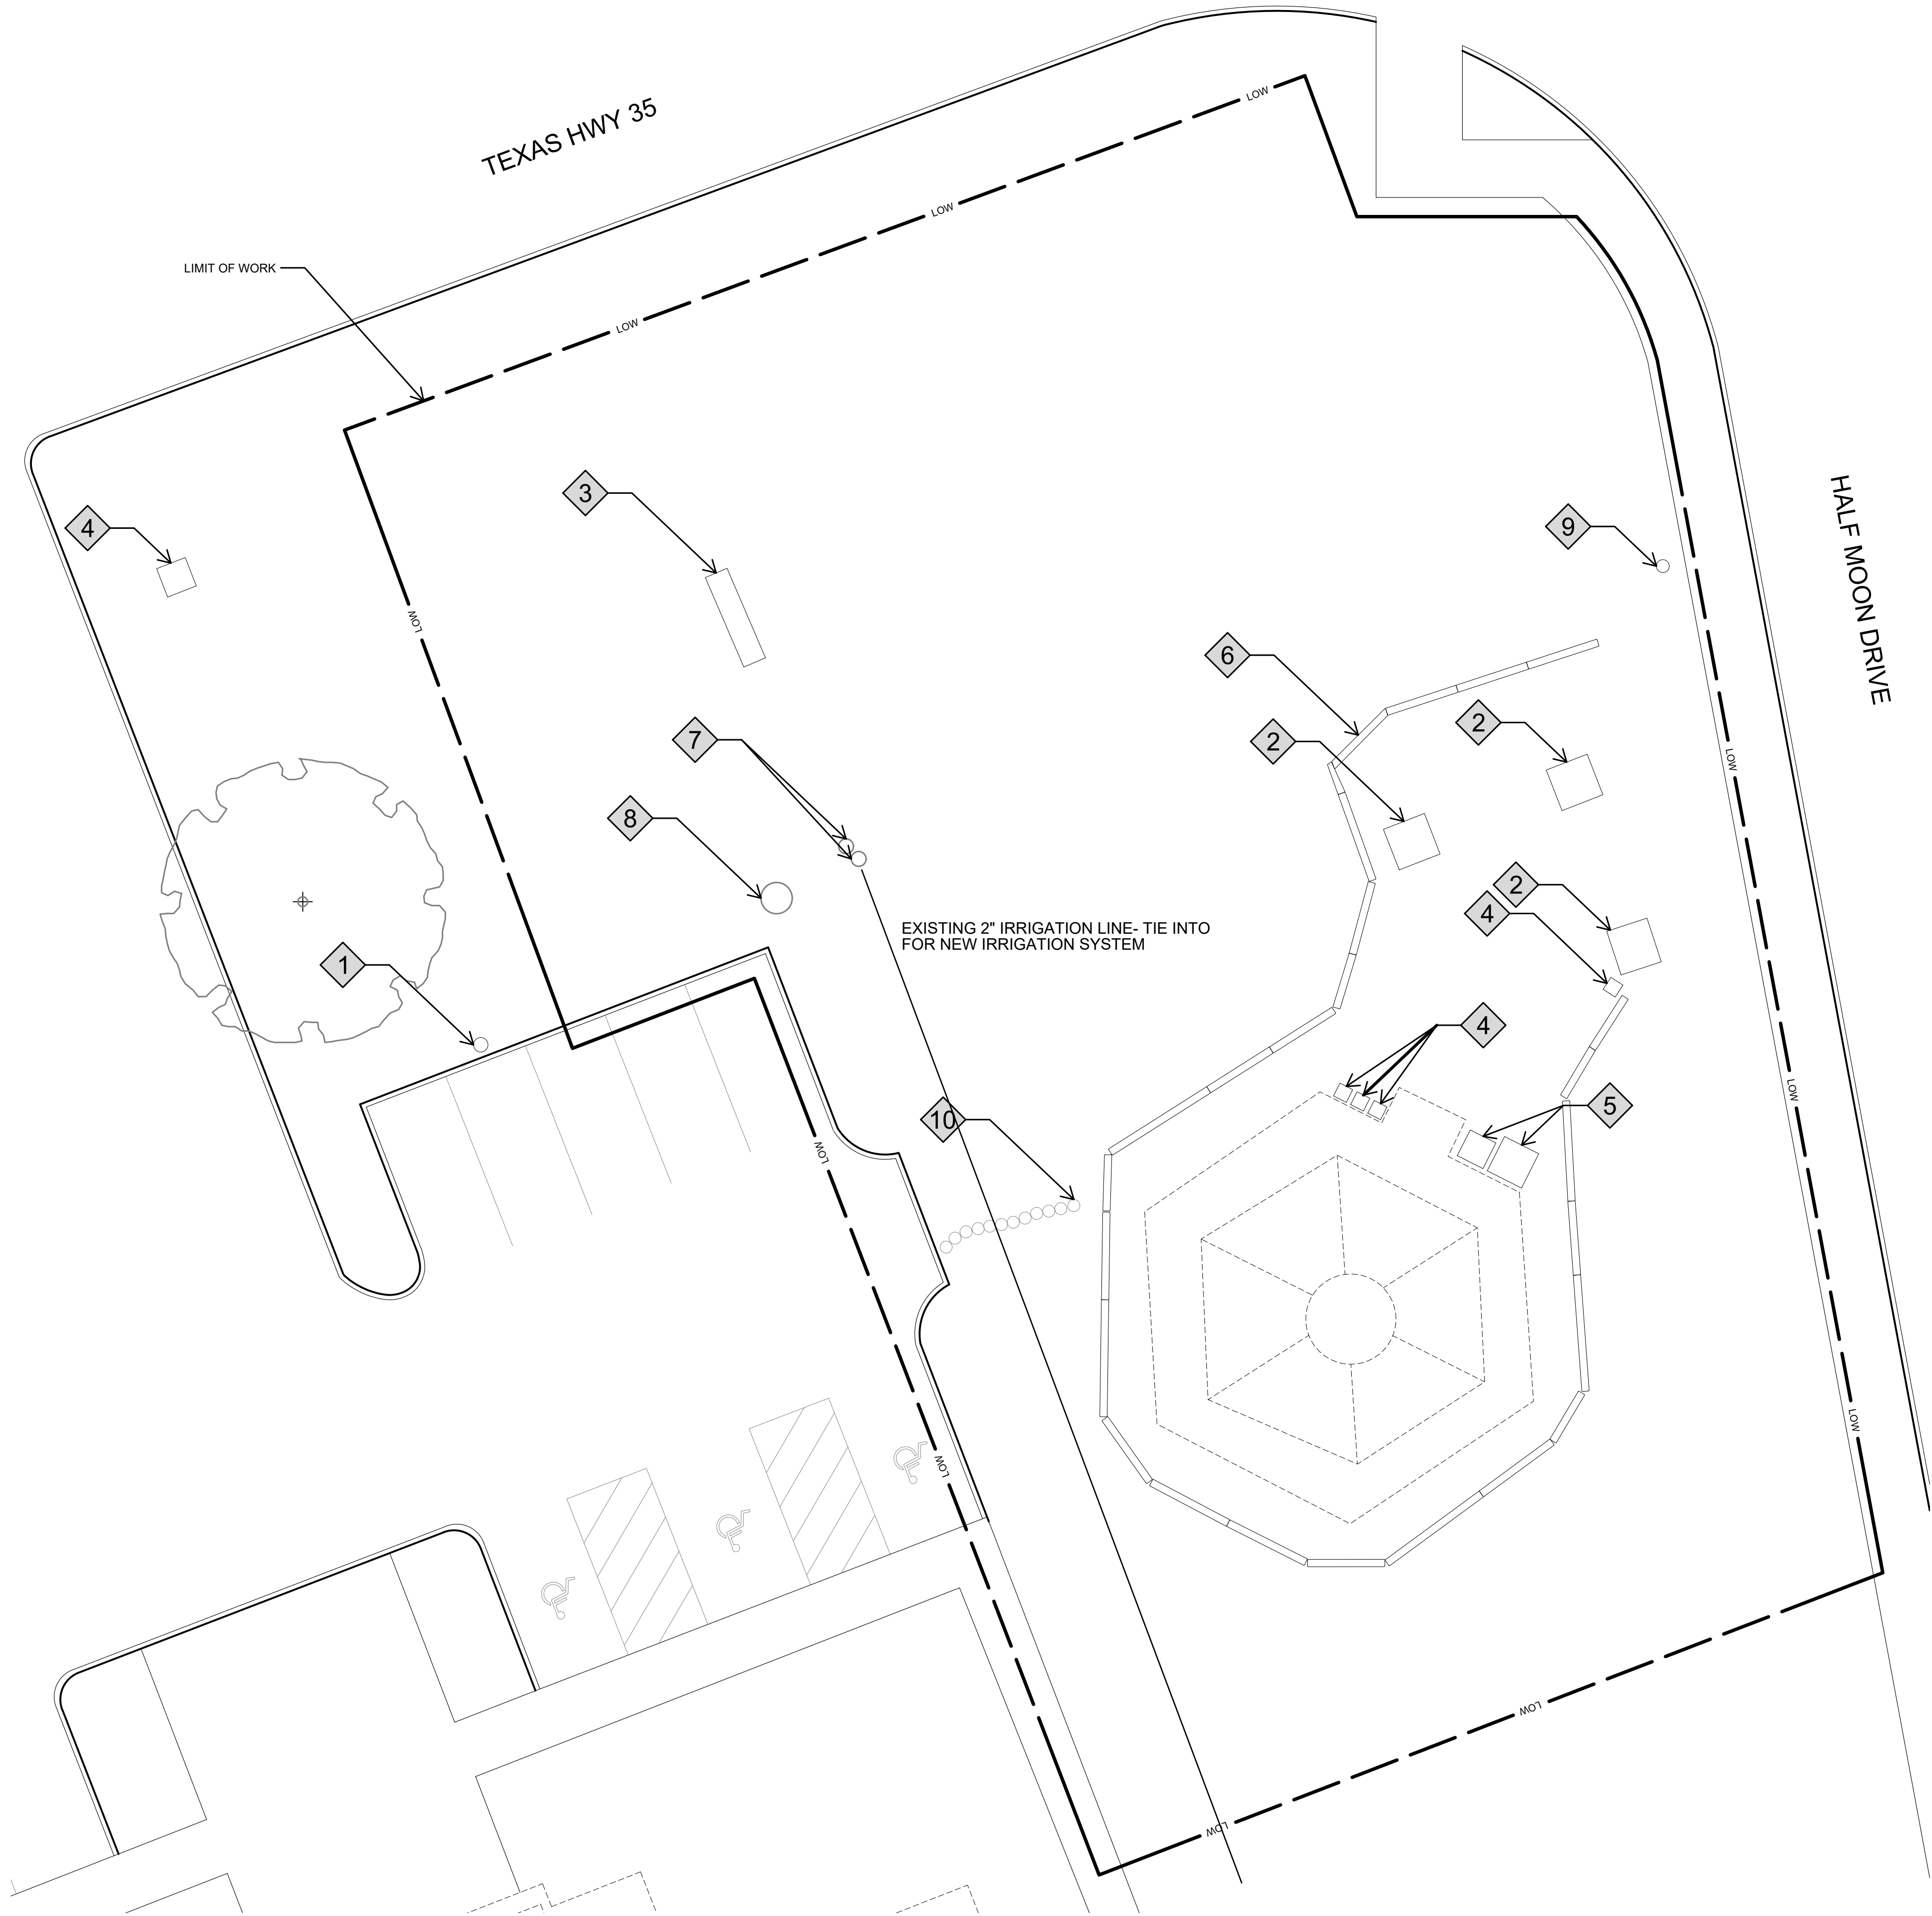 TEXAS HWY 35
LOW
LOW
LOW
LIMIT OF WORK
3
4
9
HALF MOON DRIVE
LOW
6
2
7
2
LOW
8
2
4
EXISTING 2" IRRIGATION LINE- TIE INTO
FOR NEW IRRIGATION SYSTEM
1
4
LOW
5
10
LOW
LOW
LOW
LOW
LOW